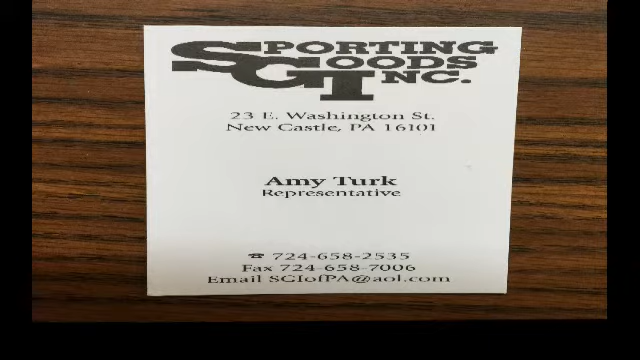 SPORTING
GOODS
INC.
23 E. Washington St.
New Castle, PA 16101
Amy Turk
Representative
☎ 724-658-2535
Fax 724-658-7006
Email SGIofPA@aol.com